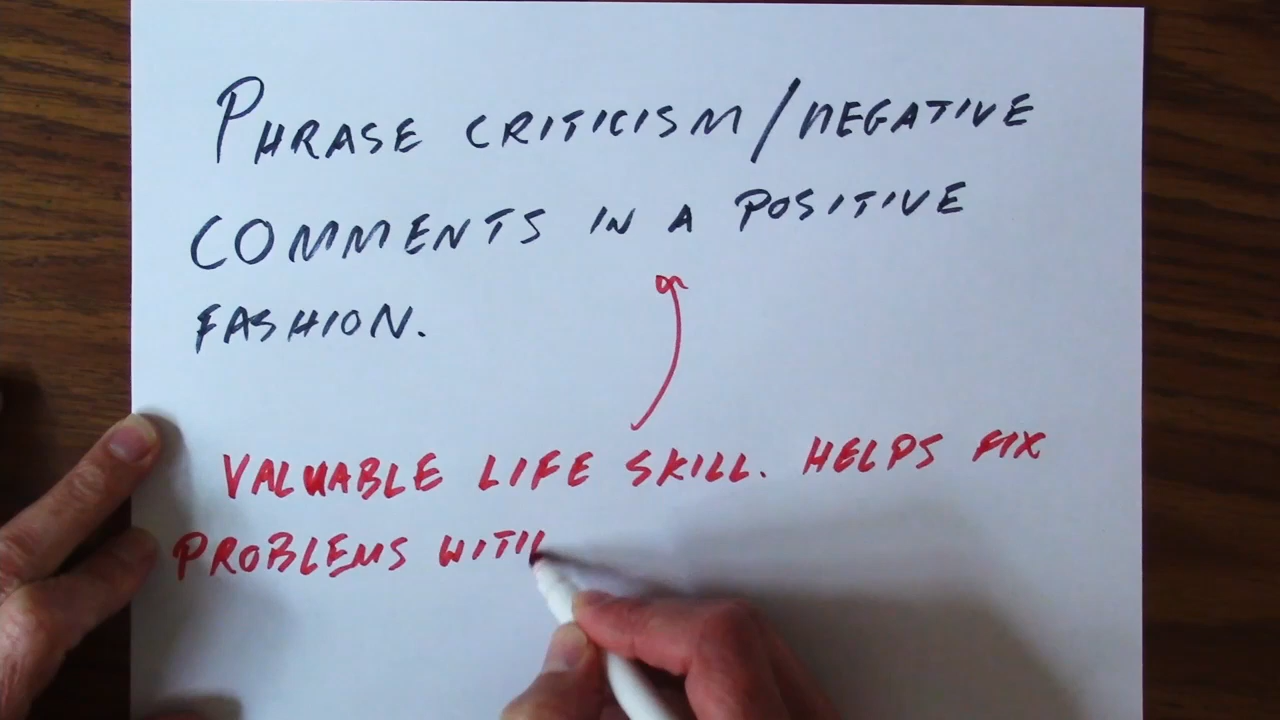 PHRASE CRITICISM/NEGATIVE
COMMENTS IN A POSITIVE
FASHION.
VALUABLE LIFE SKILL. HELPS FIX
PROBLEMS WITH